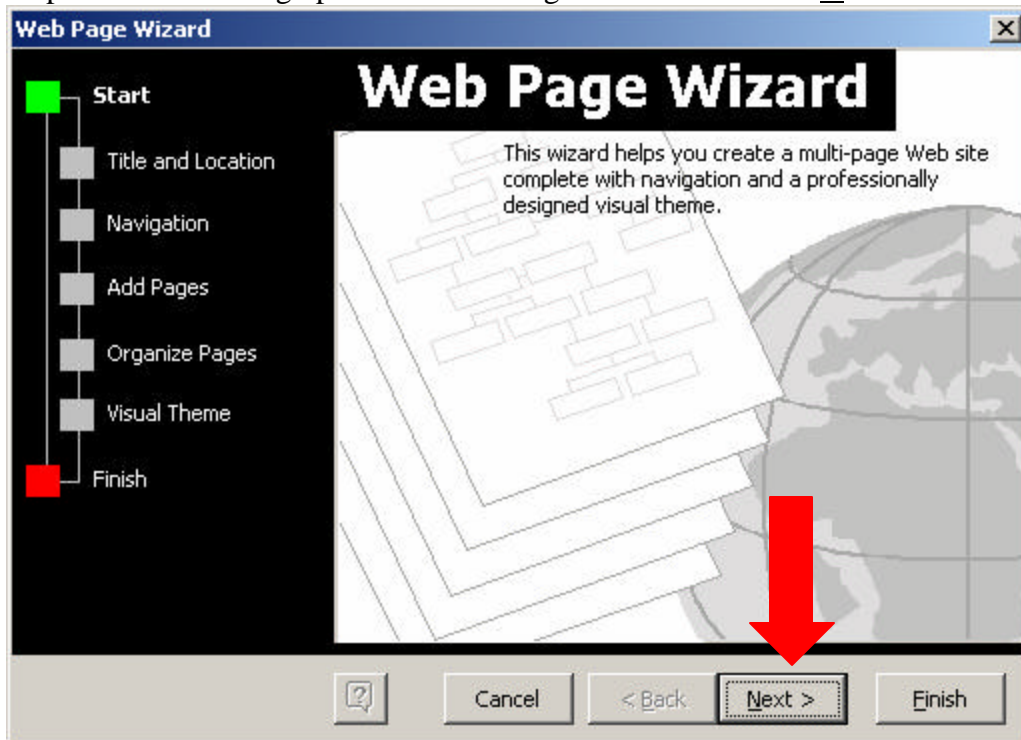 Web Page Wizard
Start
Title and Location
Navigation
Add Pages
Organize Pages
Visual Theme
Finish
Web Page Wizard
This wizard helps you create a multi-page Web site
complete with navigation and a professionally
designed visual theme.
Cancel
< Back
Next >
Finish